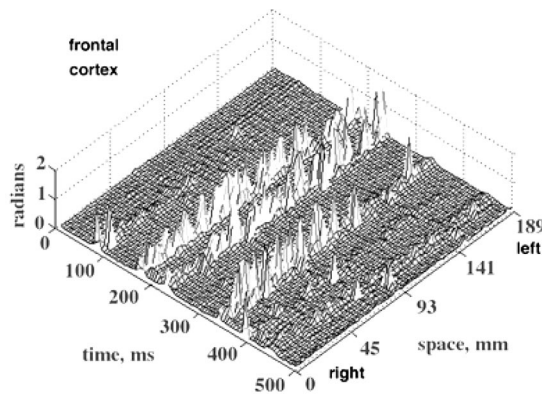 frontal
cortex
radians
2
1
0
0
100
200
300
400
500
time, ms
0
45
93
141
189
right
left
space, mm